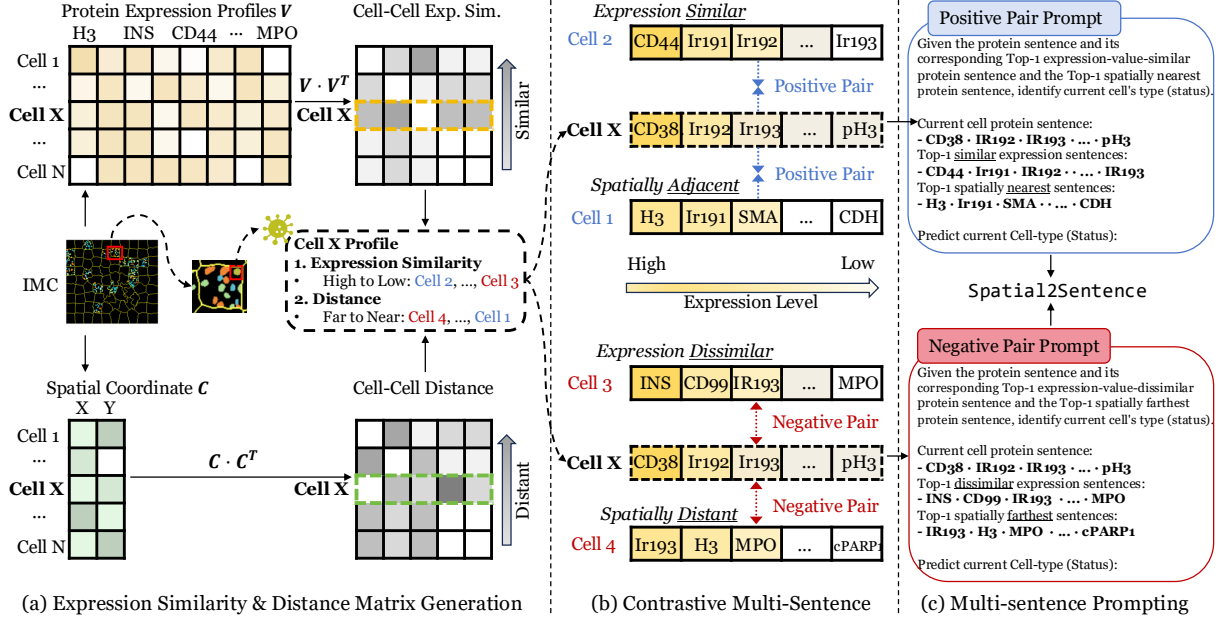 Protein Expression Profiles V
H3 INS CD44 ... MPO
Cell 1
...
Cell X
...
Cell N
V · V^T
Cell X
Cell-Cell Exp. Sim.
Similar
IMC
Cell X Profile
1. Expression Similarity
• High to Low: Cell 2, ..., Cell 3
2. Distance
• Far to Near: Cell 4, ..., Cell 1
Spatial Coordinate C
X Y
Cell 1
...
Cell X
...
Cell N
C · C^T
Cell X
Cell-Cell Distance
Distant
(a) Expression Similarity & Distance Matrix Generation
Expression Similar
Cell 2 CD44 Ir191 Ir192 ... Ir193
Positive Pair
Cell X CD38 Ir192 Ir193 ... pH3
Positive Pair
Spatially Adjacent
Cell 1 H3 Ir191 SMA ... CDH
High Low
Expression Level
Expression Dissimilar
Cell 3 INS CD99 IR193 ... MPO
Negative Pair
Cell X CD38 Ir192 Ir193 ... pH3
Negative Pair
Spatially Distant
Cell 4 Ir193 H3 MPO ... cPARP1
(b) Contrastive Multi-Sentence
Positive Pair Prompt
Given the protein sentence and its
corresponding Top-1 expression-value-similar
protein sentence and the Top-1 spatially nearest
protein sentence, identify current cell's type (status).
Current cell protein sentence:
- CD38 · IR192 · IR193 · ... · pH3
Top-1 similar expression sentences:
- CD44 · Ir191 · IR192 · · ... · IR193
Top-1 spatially nearest sentences:
- H3 · Ir191 · SMA · · ... · CDH
Predict current Cell-type (Status):
Spatial2Sentence
Negative Pair Prompt
Given the protein sentence and its
corresponding Top-1 expression-value-dissimilar
protein sentence and the Top-1 spatially farthest
protein sentence, identify current cell's type (status).
Current cell protein sentence:
- CD38 · IR192 · IR193 · ... · pH3
Top-1 dissimilar expression sentences:
- INS · CD99 · IR193 · ... · MPO
Top-1 spatially farthest sentences:
- IR193 · H3 · MPO · ... · cPARP1
Predict current Cell-type (Status):
(c) Multi-sentence Prompting